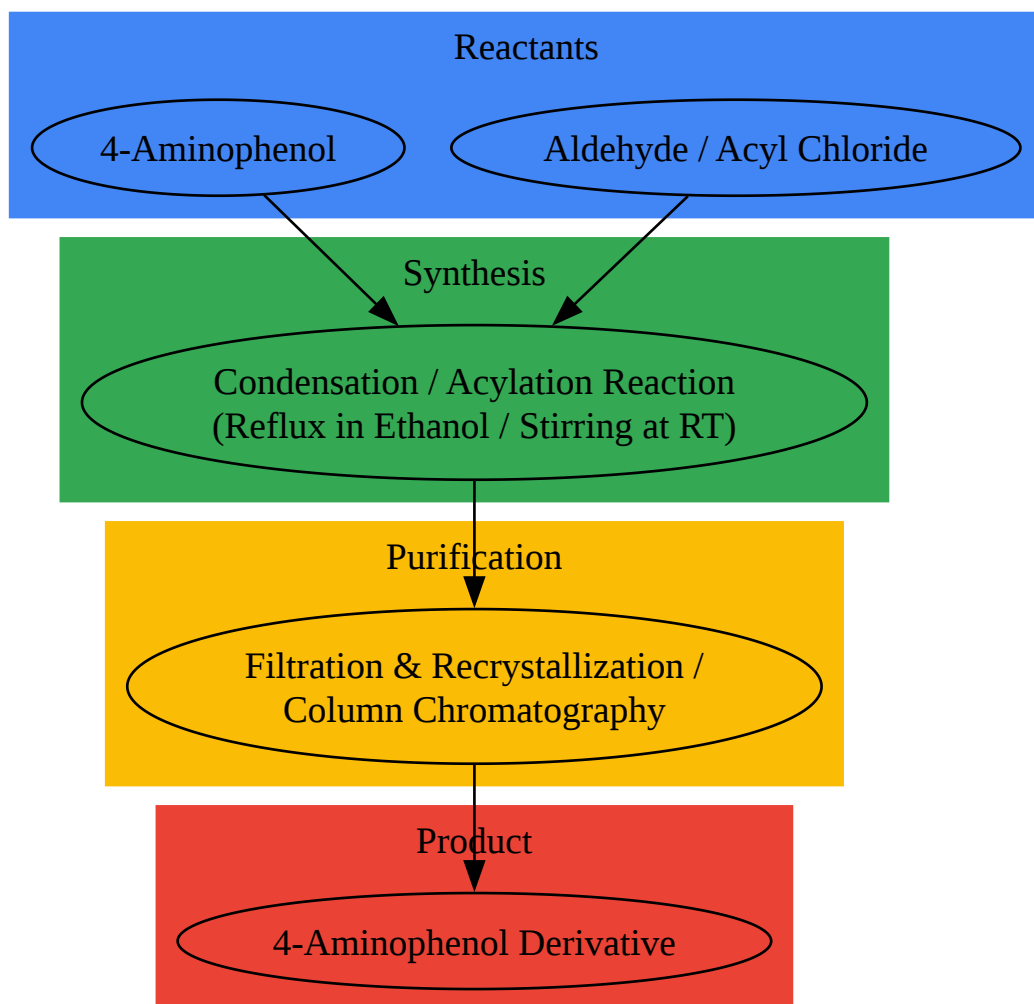 Reactants
4-Aminophenol
Aldehyde / Acyl Chloride
Synthesis
Condensation / Acylation Reaction
(Reflux in Ethanol / Stirring at RT)
Purification
Filtration & Recrystallization /
Column Chromatography
Product
4-Aminophenol Derivative